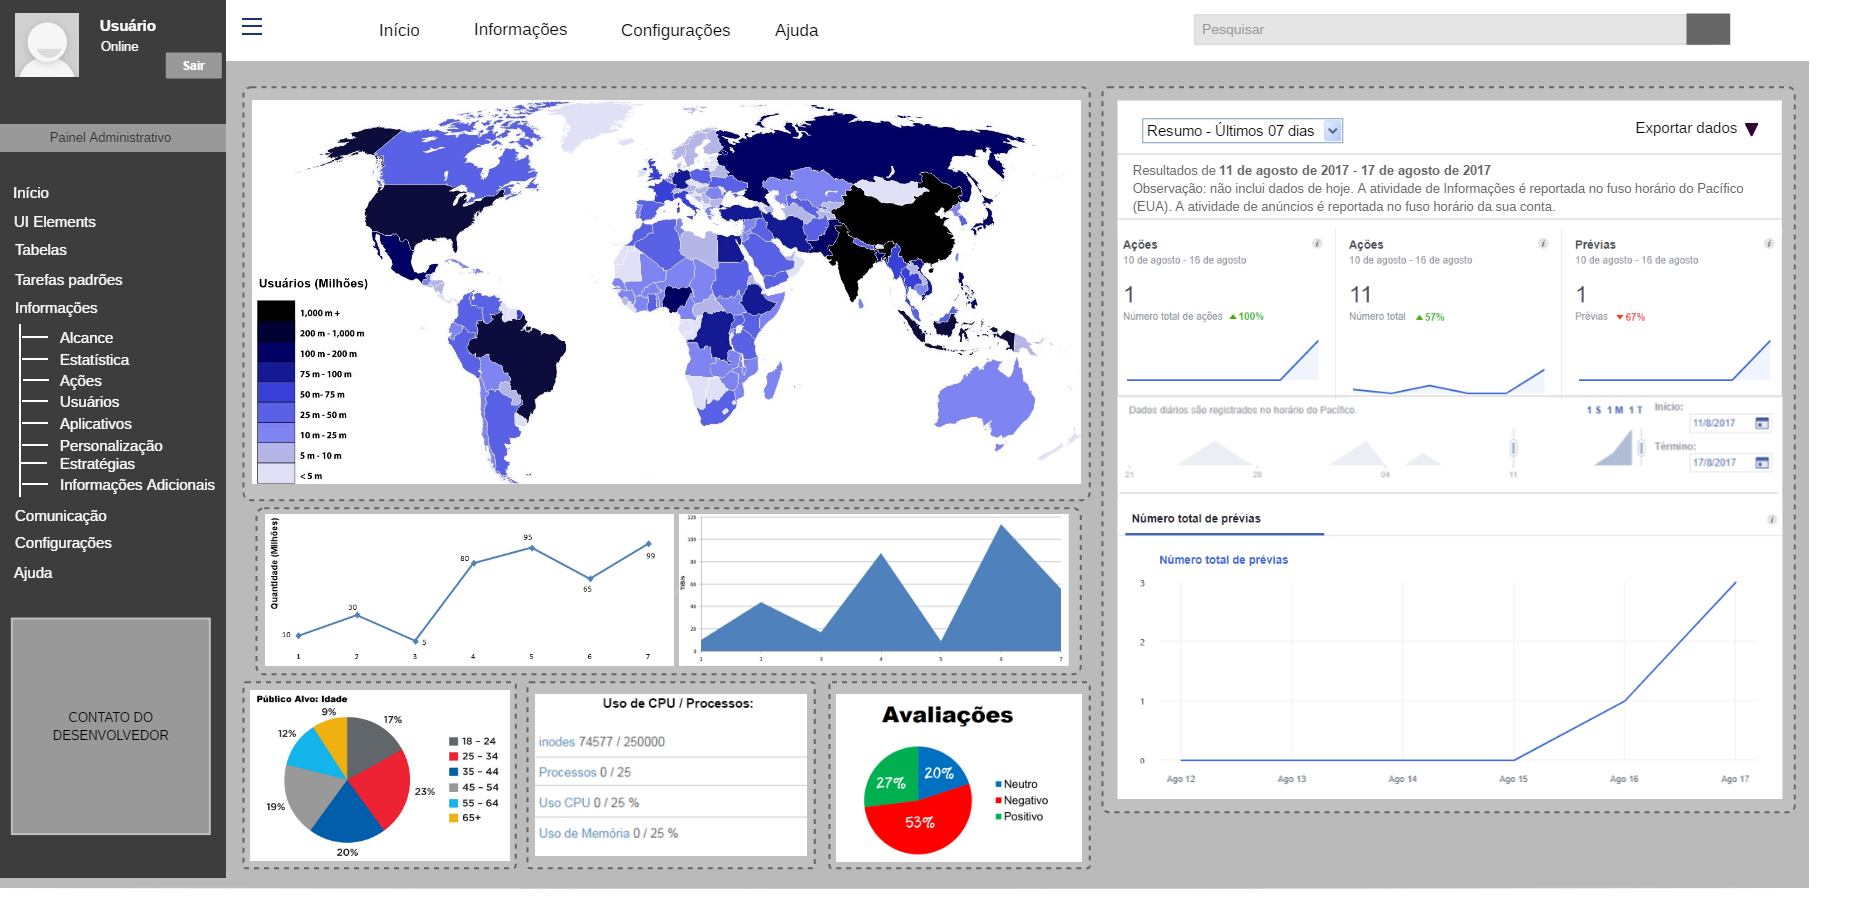 Usuário
Online
Sair
Painel Administrativo
Início
UI Elements
Tabelas
Tarefas padrões
Informações
Alcance
Estatística
Ações
Usuários
Aplicativos
Personalização
Estratégias
Informações Adicionais
Comunicação
Configurações
Ajuda
CONTATO DO
DESENVOLVEDOR
Início Informações Configurações Ajuda
Pesquisar
Usuários (Milhões)
1,000 m +
200 m - 1,000 m
100 m - 200 m
75 m - 100 m
50 m- 75 m
25 m - 50 m
10 m - 25 m
5 m - 10 m
< 5 m
Quantidade (Milhões)
10 30 5 80 95 65 99
1 2 3 4 5 6 7
TiB/s
120
100
80
60
40
20
0
1 2 3 4 5 6 7
Público Alvo: Idade
9%
17%
12%
23%
19%
20%
18 – 24
25 – 34
35 – 44
45 – 54
55 – 64
65+
Uso de CPU / Processos:
inodes 74577 / 250000
Processos 0 / 25
Uso CPU 0 / 25 %
Uso de Memória 0 / 25 %
Avaliações
27% 20%
53%
Neutro
Negativo
Positivo
Resumo - Últimos 07 dias
Exportar dados
Resultados de 11 de agosto de 2017 - 17 de agosto de 2017
Observação: não inclui dados de hoje. A atividade de Informações é reportada no fuso horário do Pacífico
(EUA). A atividade de anúncios é reportada no fuso horário da sua conta.
Ações
10 de agosto - 16 de agosto
1
Número total de ações ▲100%
Ações
10 de agosto - 16 de agosto
11
Número total ▲57%
Prévias
10 de agosto - 16 de agosto
1
Prévias ▼67%
Dados diários são registrados no horário do Pacífico.
1 S 1 M 1 T
Início:
11/8/2017
Término:
17/8/2017
21 28 04 11
Número total de prévias
Número total de prévias
3
2
1
0
Ago 12 Ago 13 Ago 14 Ago 15 Ago 16 Ago 17